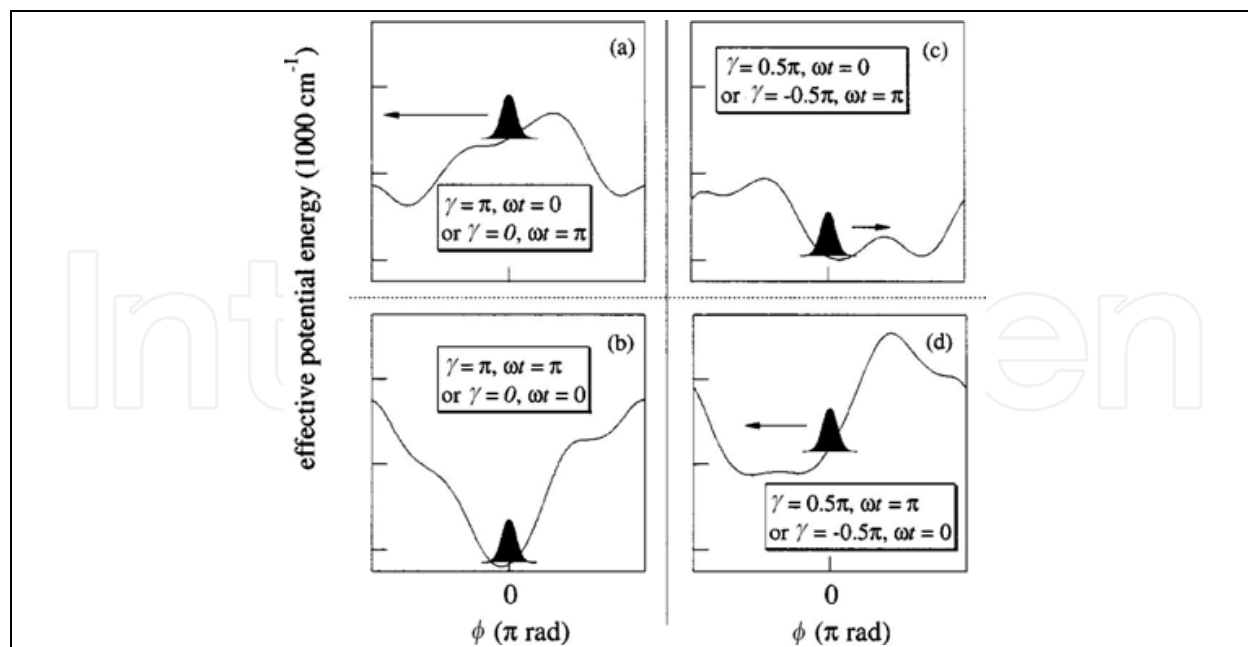 effective potential energy (1000 cm⁻¹)
(a)
γ = π, ωt = 0
or γ = 0, ωt = π
(c)
γ = 0.5π, ωt = 0
or γ = -0.5π, ωt = π
(b)
γ = π, ωt = π
or γ = 0, ωt = 0
(d)
γ = 0.5π, ωt = π
or γ = -0.5π, ωt = 0
0
0
ϕ (π rad)
ϕ (π rad)